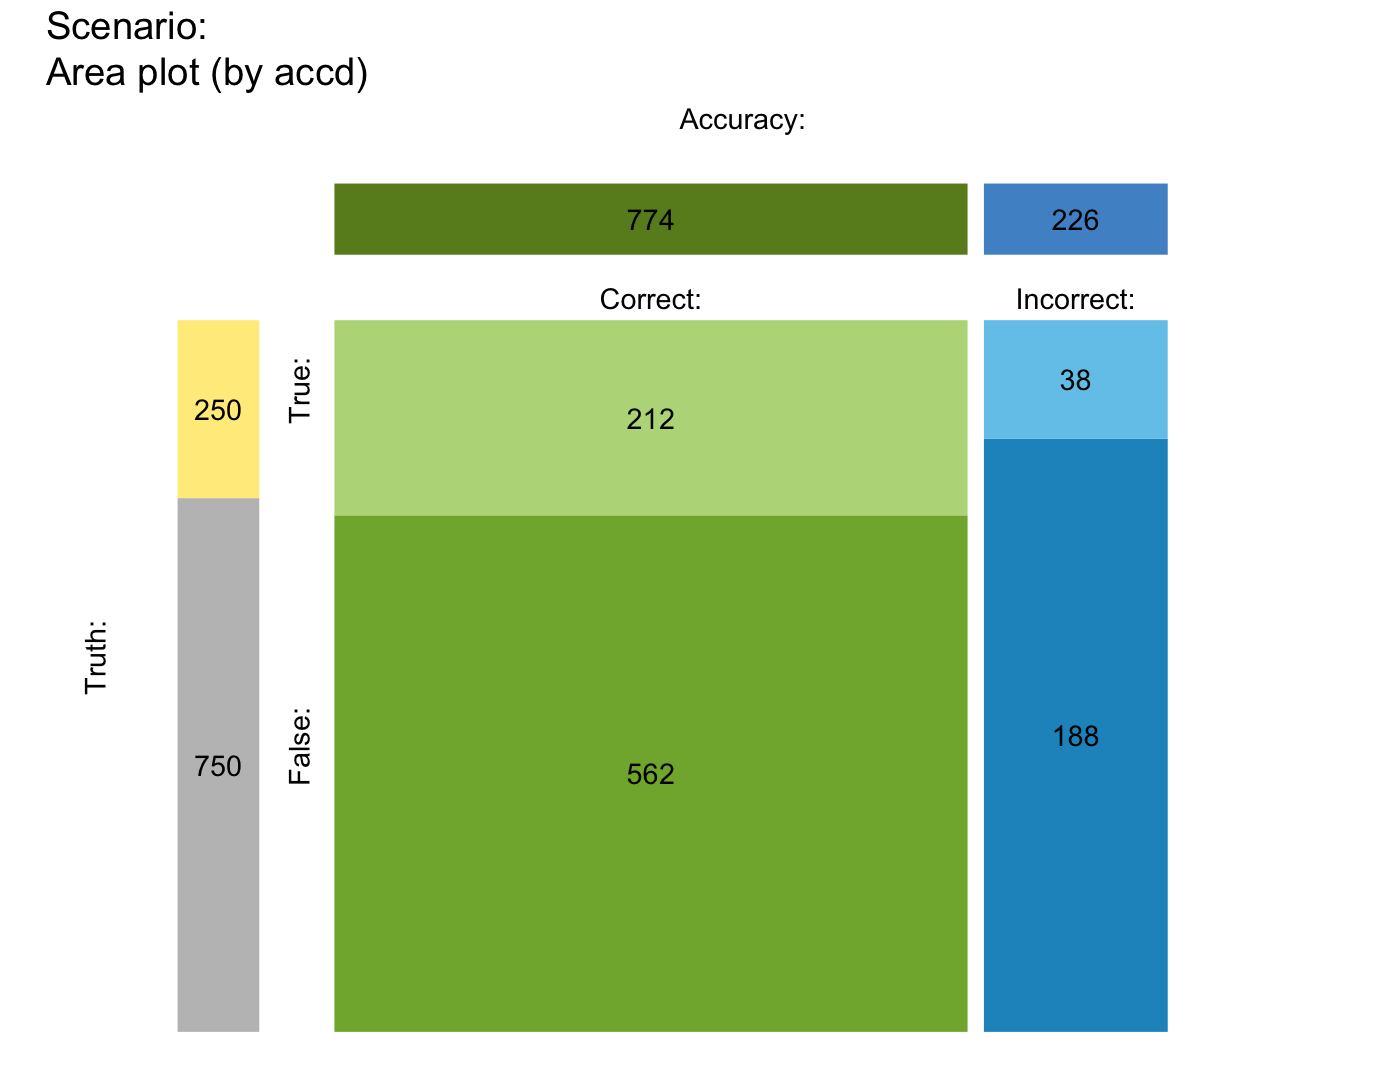 Scenario:
Area plot (by accd)
Accuracy:
774
226
Correct:
Incorrect:
Truth:
250
True:
212
38
750
False:
562
188